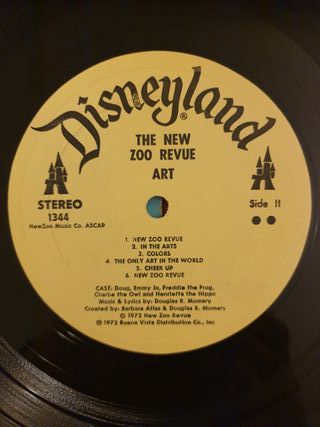 Disneyland®
THE NEW
ZOO REVUE
ART
STEREO
1344
NewZoo Music Co. ASCAP
Side II
1. NEW ZOO REVUE
2. IN THE ARTS
3. COLORS
4. THE ONLY ART IN THE WORLD
5. CHEER UP
6. NEW ZOO REVUE
CAST: Doug, Emmy Jo, Freddie the Frog,
Charlie the Owl and Henrietta the Hippo
Music & Lyrics by: Douglas R. Momary
Created by: Barbara Atlas & Douglas R. Momary
© 1972 New Zoo Revue
℗ 1972 Buena Vista Distribution Co., Inc.